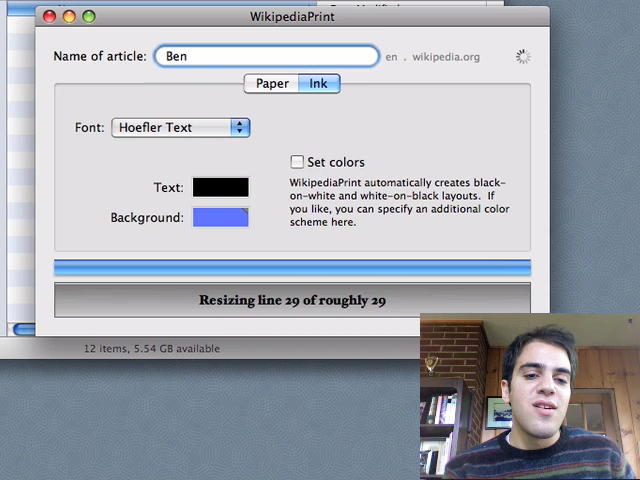 WikipediaPrint
Name of article: Ben en . wikipedia.org
Paper Ink
Font: Hoefler Text
Set colors
WikipediaPrint automatically creates black-
on-white and white-on-black layouts. If
you like, you can specify an additional color
scheme here.
Text:
Background:
Resizing line 29 of roughly 29
12 items, 5.54 GB available